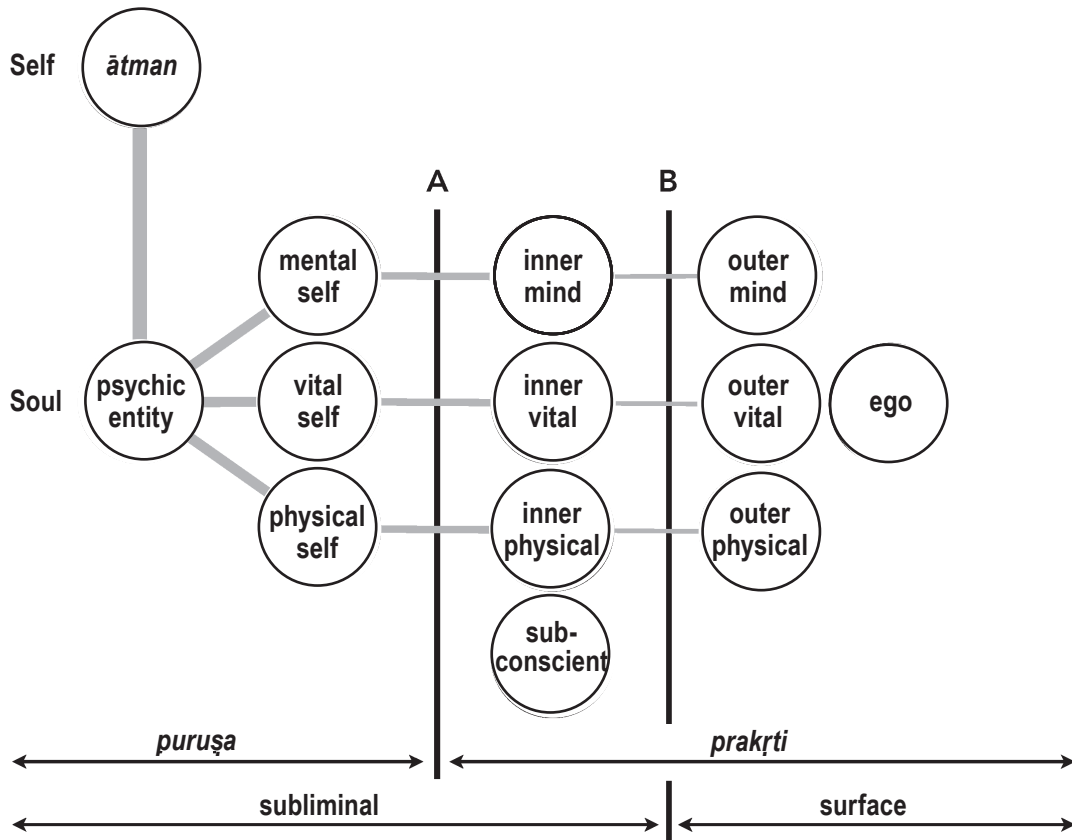 Self
ātman
A
B
mental
self
inner
mind
outer
mind
Soul
psychic
entity
vital
self
inner
vital
outer
vital
ego
physical
self
inner
physical
outer
physical
sub-
conscient
puruṣa
prakṛti
subliminal
surface